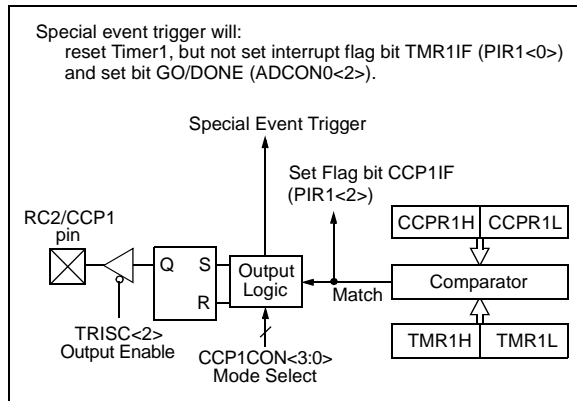 Special event trigger will:
reset Timer1, but not set interrupt flag bit TMR1IF (PIR1<0>)
and set bit GO/DONE (ADCON0<2>).
Special Event Trigger
Set Flag bit CCP1IF
(PIR1<2>)
RC2/CCP1
pin
CCPR1H CCPR1L
Q S
R
Output
Logic
Match
Comparator
TRISC<2>
Output Enable
CCP1CON<3:0>
Mode Select
TMR1H TMR1L